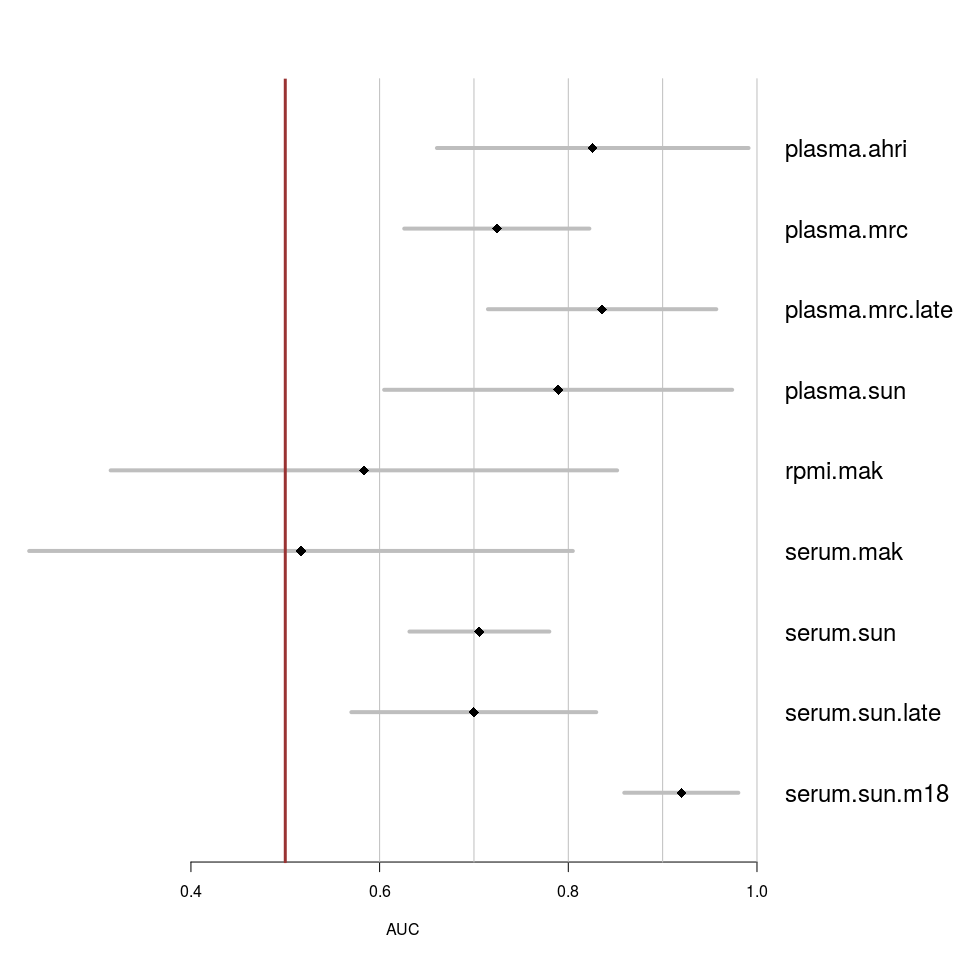 plasma.ahri
plasma.mrc
plasma.mrc.late
plasma.sun
rpmi.mak
serum.mak
serum.sun
serum.sun.late
serum.sun.m18
0.4 0.6 0.8 1.0
AUC